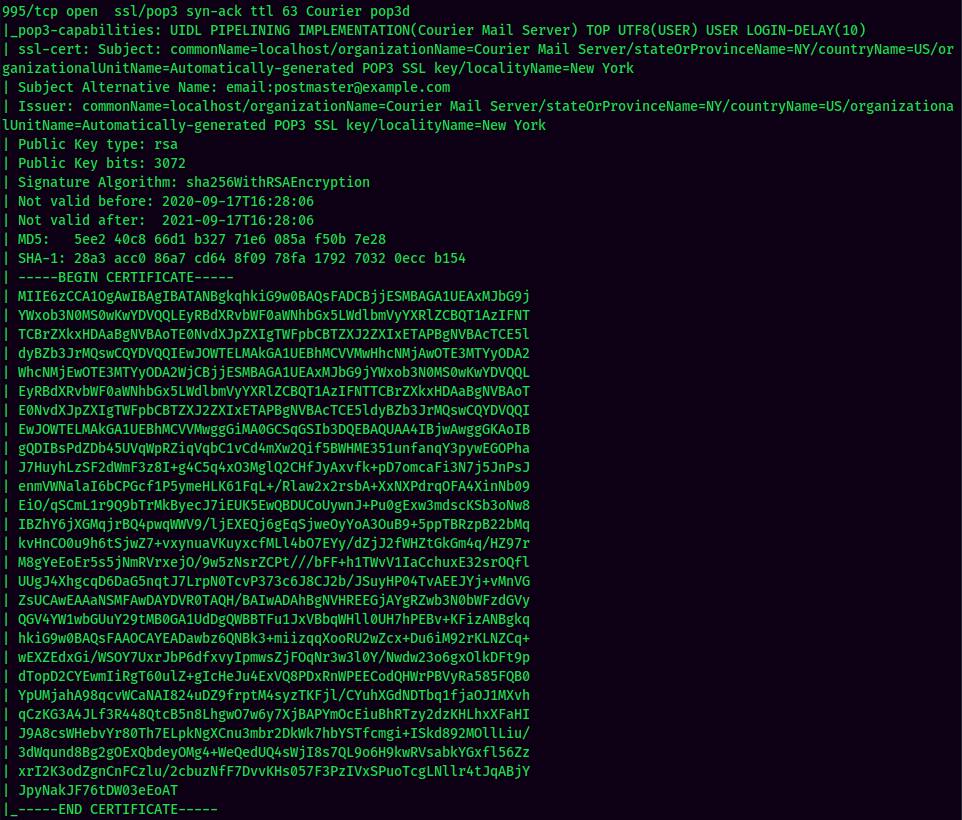 995/tcp open  ssl/pop3 syn-ack ttl 63 Courier pop3d
|_pop3-capabilities: UIDL PIPELINING IMPLEMENTATION(Courier Mail Server) TOP UTF8(USER) USER LOGIN-DELAY(10)
| ssl-cert: Subject: commonName=localhost/organizationName=Courier Mail Server/stateOrProvinceName=NY/countryName=US/or
ganizationalUnitName=Automatically-generated POP3 SSL key/localityName=New York
| Subject Alternative Name: email:postmaster@example.com
| Issuer: commonName=localhost/organizationName=Courier Mail Server/stateOrProvinceName=NY/countryName=US/organizationa
lUnitName=Automatically-generated POP3 SSL key/localityName=New York
| Public Key type: rsa
| Public Key bits: 3072
| Signature Algorithm: sha256WithRSAEncryption
| Not valid before: 2020-09-17T16:28:06
| Not valid after:  2021-09-17T16:28:06
| MD5:   5ee2 40c8 66d1 b327 71e6 085a f50b 7e28
| SHA-1: 28a3 acc0 86a7 cd64 8f09 78fa 1792 7032 0ecc b154
| -----BEGIN CERTIFICATE-----
| MIIE6zCCA1OgAwIBAgIBATANBgkqhkiG9w0BAQsFADCBjjESMBAGA1UEAxMJbG9j
| YWxob3N0MS0wKwYDVQQLEyRBdXRvbWF0aWNhbGx5LWdlbmVyYXRlZCBQT1AzIFNT
| TCBrZXkxHDAaBgNVBAoTE0NvdXJpZXIgTWFpbCBTZXJ2ZXIxETAPBgNVBAcTCE5l
| dyBZb3JrMQswCQYDVQQIEwJOWTELMAkGA1UEBhMCVVMwHhcNMjAwOTE3MTYyODA2
| WhcNMjEwOTE3MTYyODA2WjCBjjESMBAGA1UEAxMJbG9jYWxob3N0MS0wKwYDVQQL
| EyRBdXRvbWF0aWNhbGx5LWdlbmVyYXRlZCBQT1AzIFNTTCBrZXkxHDAaBgNVBAoT
| E0NvdXJpZXIgTWFpbCBTZXJ2ZXIxETAPBgNVBAcTCE5ldyBZb3JrMQswCQYDVQQI
| EwJOWTELMAkGA1UEBhMCVVMwggGiMA0GCSqGSIb3DQEBAQUAA4IBjwAwggGKAoIB
| gQDIBsPdZDb45UVqWpRZiqVqbC1vCd4mXw2Qif5BWHME351unfanqY3pywEGOPha
| J7HuyhLzSF2dWmF3z8I+g4C5q4xO3MglQ2CHfJyAxvfk+pD7omcaFi3N7j5JnPsJ
| enmVWNalaI6bCPGcf1P5ymeHLK61FqL+/Rlaw2x2rsbA+XxNXPdrqOFA4XinNb09
| EiO/qSCmL1r9Q9bTrMkByecJ7iEUK5EwQBDUCoUywnJ+Pu0gExw3mdscKSb3oNw8
| IBZhY6jXGMqjrBQ4pwqWWV9/ljEXEQj6gEqSjweOyYoA3OuB9+5ppTBRzpB22bMq
| kvHnCO0u9h6tSjwZ7+vxynuaVKuyxcfMLl4bO7EYy/dZjJ2fWHZtGkGm4q/HZ97r
| M8gYeEoEr5s5jNmRVrxejO/9w5zNsrZCPt///bFF+h1TWvV1IaCchuxE32srOQfl
| UUgJ4XhgcqD6DaG5nqtJ7LrpN0TcvP373c6J8CJ2b/JSuyHP04TvAEEJYj+vMnVG
| ZsUCAwEAAaNSMFAwDAYDVR0TAQH/BAIwADAhBgNVHREEGjAYgRZwb3N0bWFzdGVy
| QGV4YW1wbGUuY29tMB0GA1UdDgQWBBTFu1JxVBbqWHll0UH7hPEBv+KFizANBgkq
| hkiG9w0BAQsFAAOCAYEADawbz6QNBk3+miizqqXooRU2wZcx+Du6iM92rKLNZCq+
| wEXZEdxGi/WSOY7UxrJbP6dfxvyIpmwsZjFOqNr3w3l0Y/Nwdw23o6gxOlkDFt9p
| dTopD2CYEwmIiRgT60ulZ+gIcHeJu4ExVQ8PDxRnWPEECodQHWrPBVyRa585FQB0
| YpUMjahA98qcvWCaNAI824uDZ9frptM4syzTKFjl/CYuhXGdNDTbq1fjaOJ1MXvh
| qCzKG3A4JLf3R448QtcB5n8LhgwO7w6y7XjBAPYmOcEiuBhRTzy2dzKHLhxXFaHI
| J9A8csWHebvYr80Th7ELpkNgXCnu3mbr2DkWk7hbYSTfcmgi+ISkd892MOllLiu/
| 3dWqund8Bg2gOExQbdeyOMg4+WeQedUQ4sWjI8s7QL9o6H9kwRVsabkYGxfl56Zz
| xrI2K3odZgnCnFCzlu/2cbuzNfF7DvvKHs057F3PzIVxSPuoTcgLNllr4tJqABjY
| JpyNakJF76tDW03eEoAT
|_-----END CERTIFICATE-----